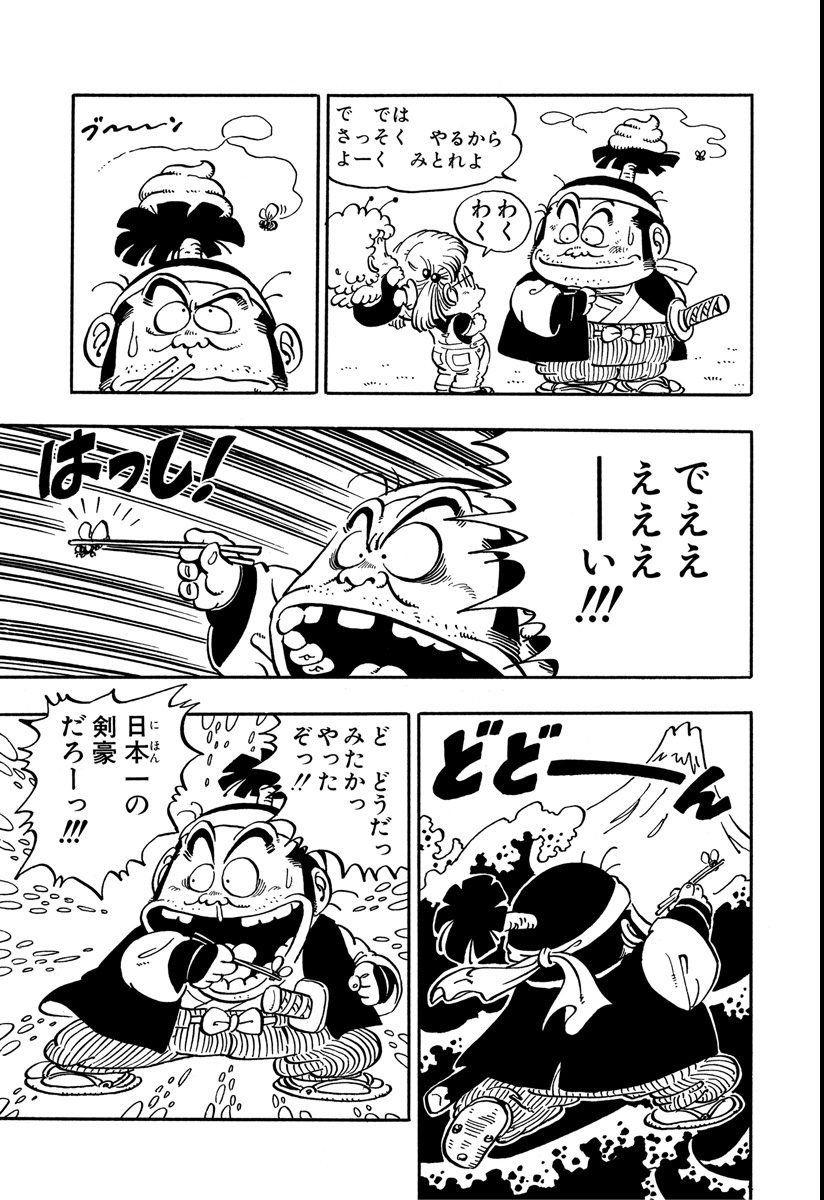 で　では
さっそく　やるから
よーく　みとれよ
わく
わく
ブ〜〜〜ン
でええ
えええ
ーーい!!!
はっし!
どどーーん
ど　どうだっ
みたかっ
やった
ぞっ!!
日本一の
にほん
剣豪
だろーっ!!!